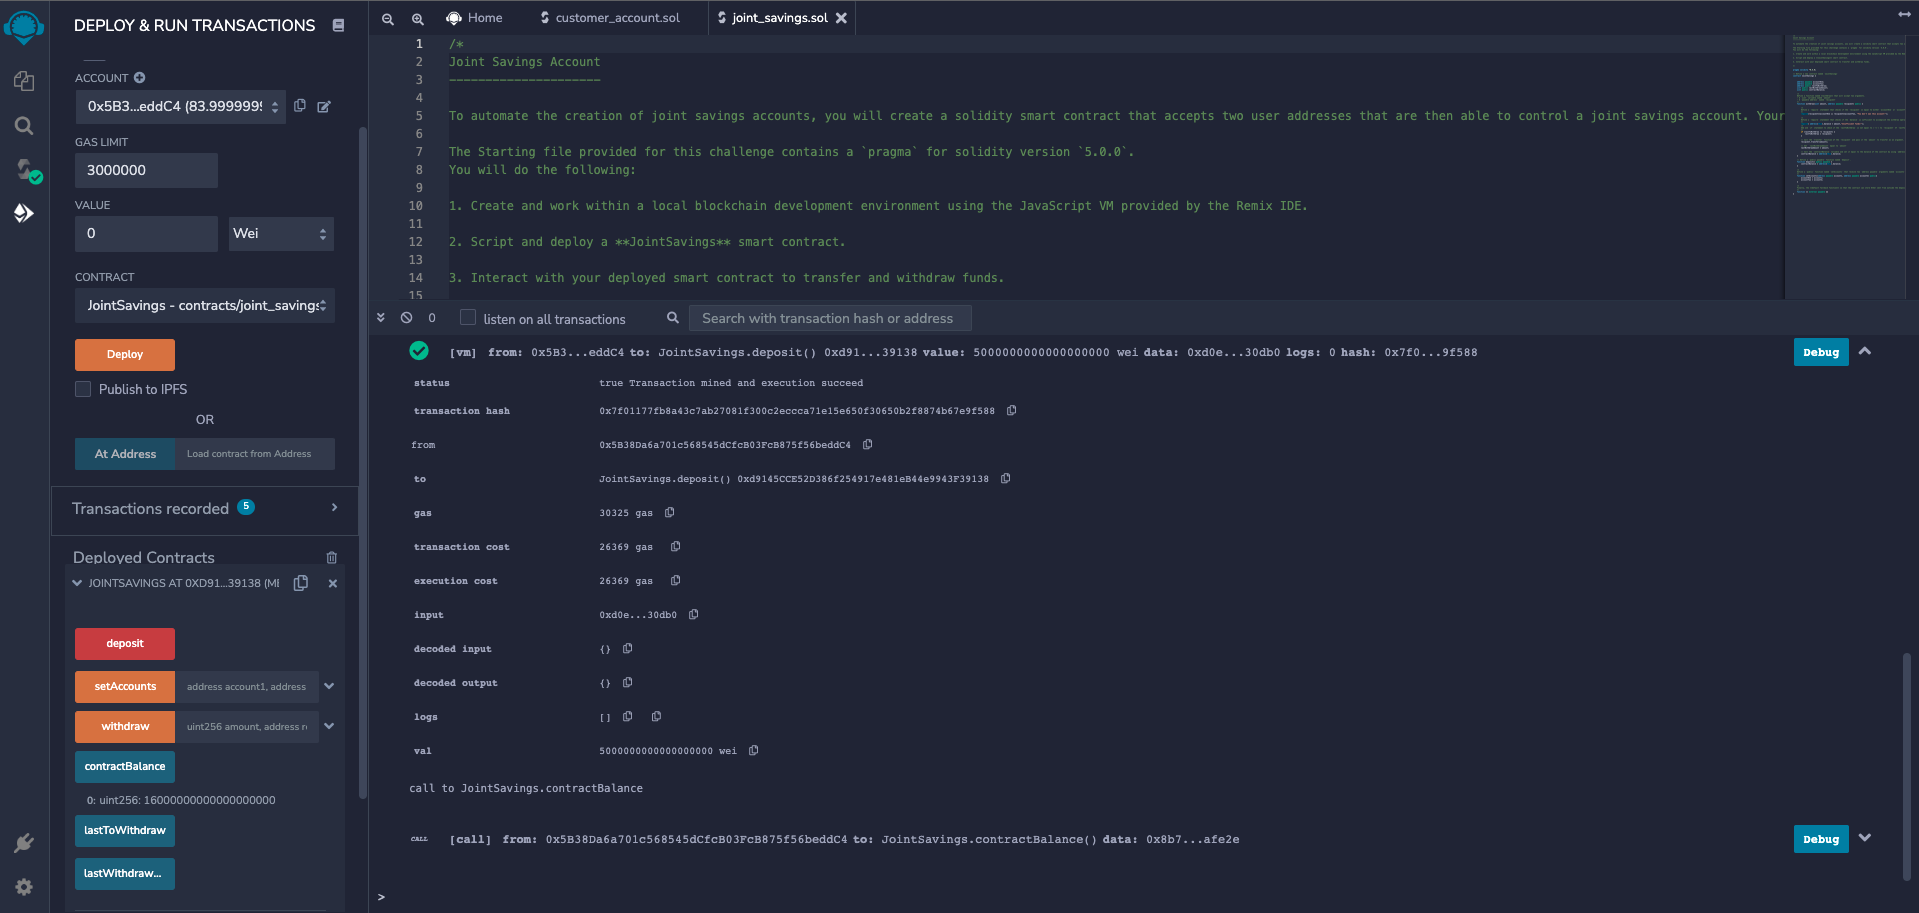 DEPLOY & RUN TRANSACTIONS
ACCOUNT
0x5B3...eddC4 (83.9999999
GAS LIMIT
3000000
VALUE
0
Wei
CONTRACT
JointSavings - contracts/joint_savings
Deploy
Publish to IPFS
OR
At Address
Load contract from Address
Transactions recorded 5
Deployed Contracts
JOINTSAVINGS AT 0XD91...39138 (ME
deposit
setAccounts address account1, address
withdraw uint256 amount, address r
contractBalance
0: uint256: 16000000000000000000
lastToWithdraw
lastWithdraw...
Home
customer_account.sol
joint_savings.sol
1 /*
2 Joint Savings Account
3 ---------------------
4
5 To automate the creation of joint savings accounts, you will create a solidity smart contract that accepts two user addresses that are then able to control a joint savings account. Your
6
7 The Starting file provided for this challenge contains a `pragma` for solidity version `5.0.0`.
8 You will do the following:
9
10 1. Create and work within a local blockchain development environment using the JavaScript VM provided by the Remix IDE.
11
12 2. Script and deploy a **JointSavings** smart contract.
13
14 3. Interact with your deployed smart contract to transfer and withdraw funds.
15
0
listen on all transactions
Search with transaction hash or address
[vm] from: 0x5B3...eddC4 to: JointSavings.deposit() 0xd91...39138 value: 5000000000000000000 wei data: 0xd0e...30db0 logs: 0 hash: 0x7f0...9f588
Debug
status true Transaction mined and execution succeed
transaction hash 0x7f01177fb8a43c7ab27081f300c2eccca71e15e650f30650b2f8874b67e9f588
from 0x5B38Da6a701c568545dCfcB03FcB875f56beddC4
to JointSavings.deposit() 0xd9145CCE52D386f254917e481eB44e9943F39138
gas 30325 gas
transaction cost 26369 gas
execution cost 26369 gas
input 0xd0e...30db0
decoded input {}
decoded output {}
logs []
val 5000000000000000000 wei
call to JointSavings.contractBalance
CALL [call] from: 0x5B38Da6a701c568545dCfcB03FcB875f56beddC4 to: JointSavings.contractBalance() data: 0x8b7...afe2e
Debug
>